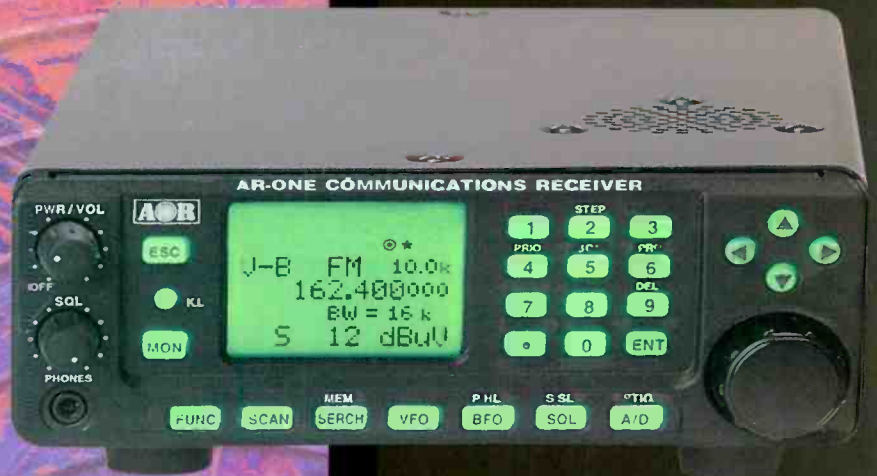 AR-ONE COMMUNICATIONS RECEIVER
PWR/VOL
AOR
OFF
SQL
PHONES
ESC
K.L
MON
V-B FM 10.0k
162.400000
BW = 16 k
S 12 dBuV
STEP
1 2 3
PRIO
4 5 6
DEL
7 8 9
0 ENT
MEM
FUNC SCAN SERCH VFO BFO SQL A/D